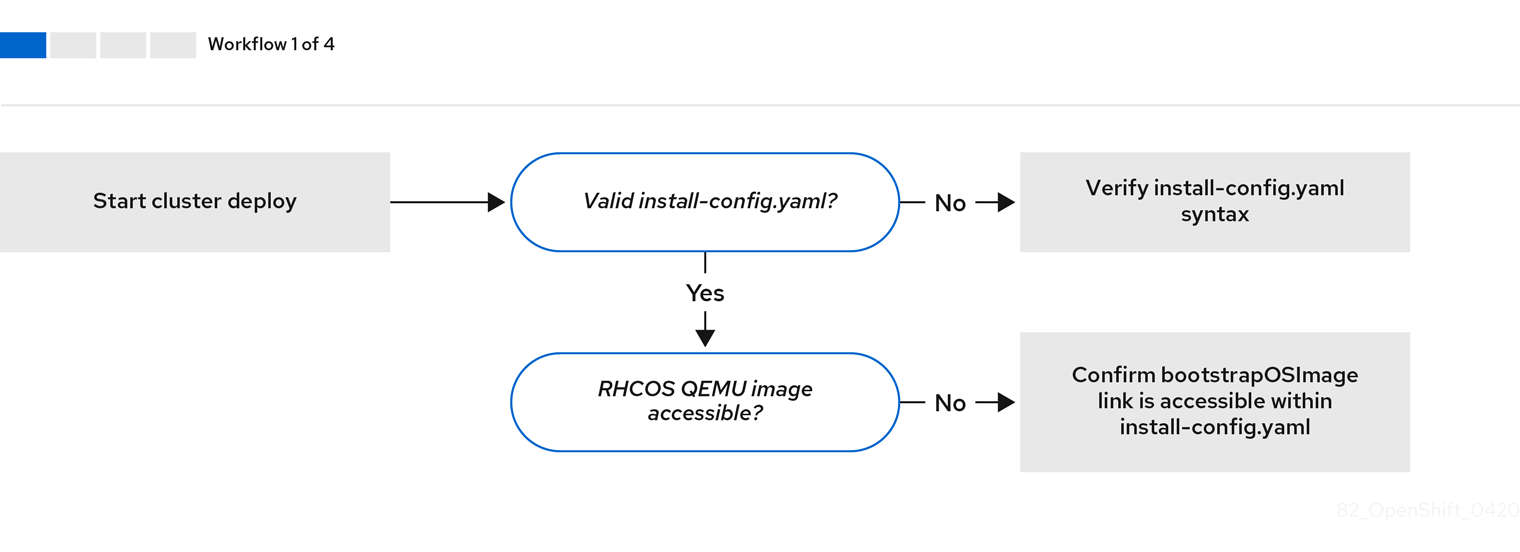 Workflow 1 of 4
Start cluster deploy
Valid install-config.yaml?
No
Verify install-config.yaml
syntax
Yes
RHCOS QEMU image
accessible?
No
Confirm bootstrapOSImage
link is accessible within
install-config.yaml
82_OpenShift_0420